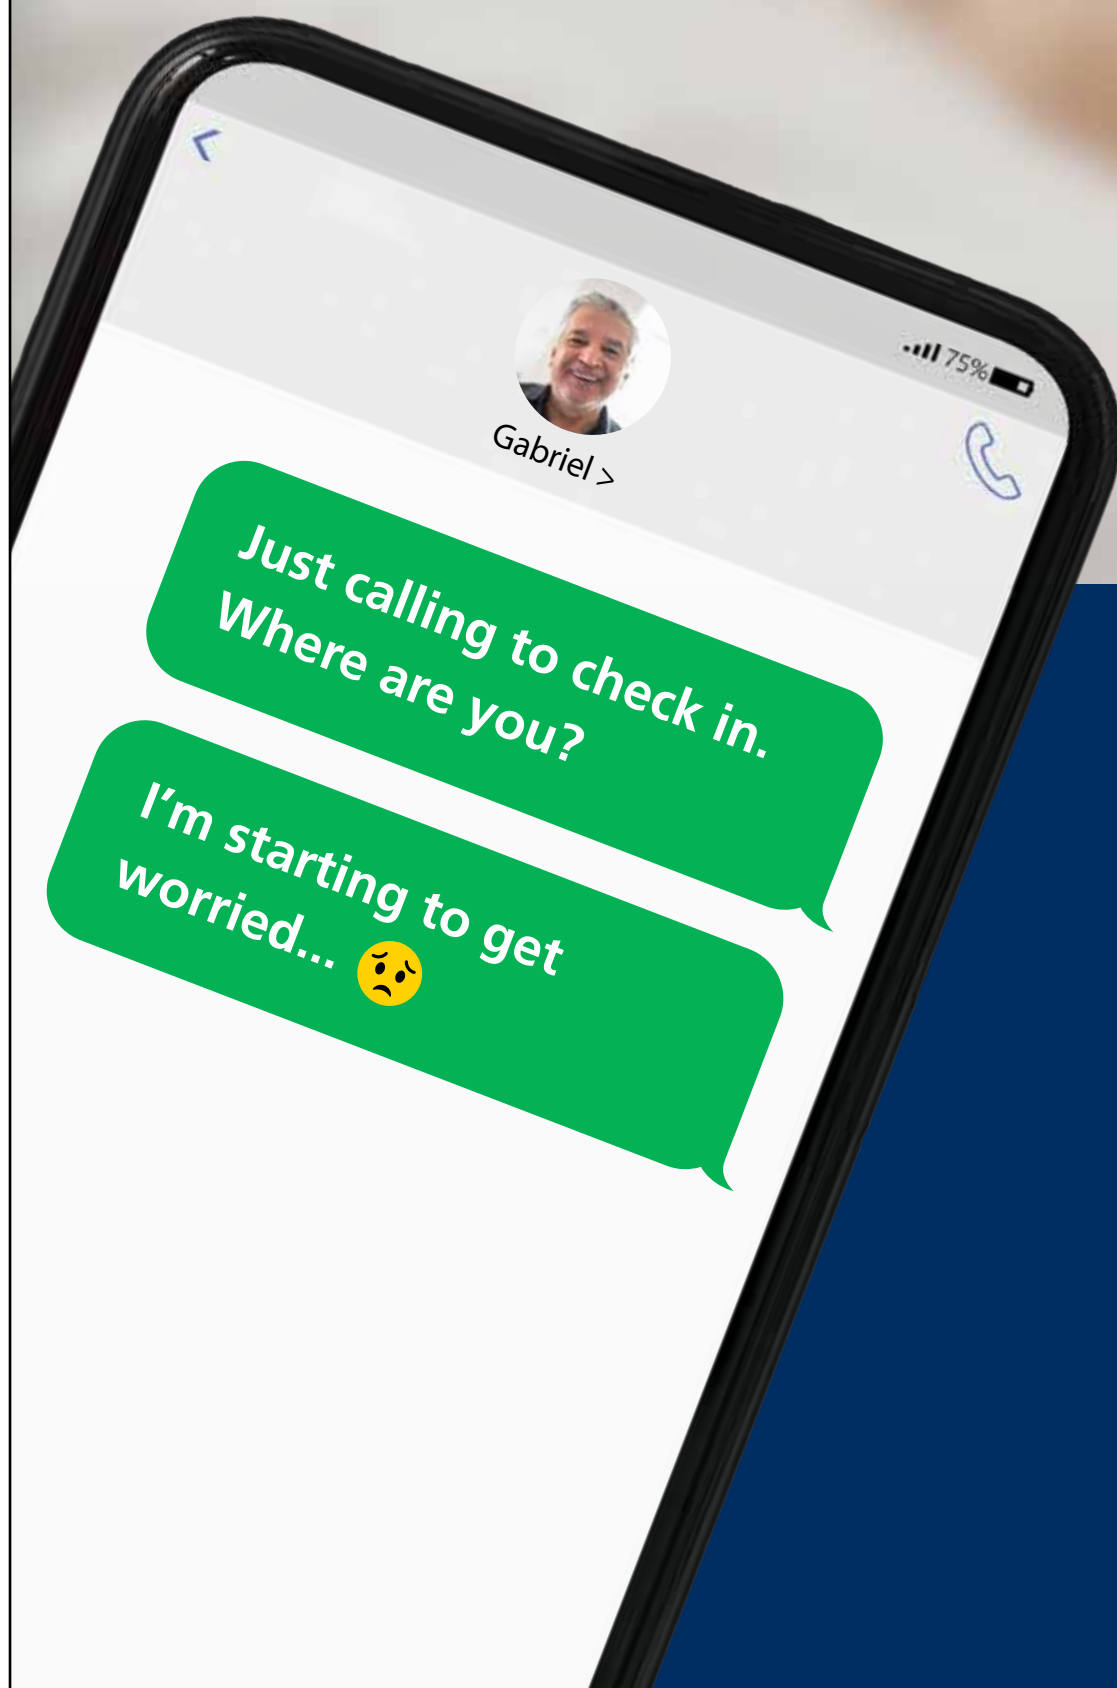 75%
Gabriel >
Just calling to check in.
Where are you?
I’m starting to get
worried... 😟